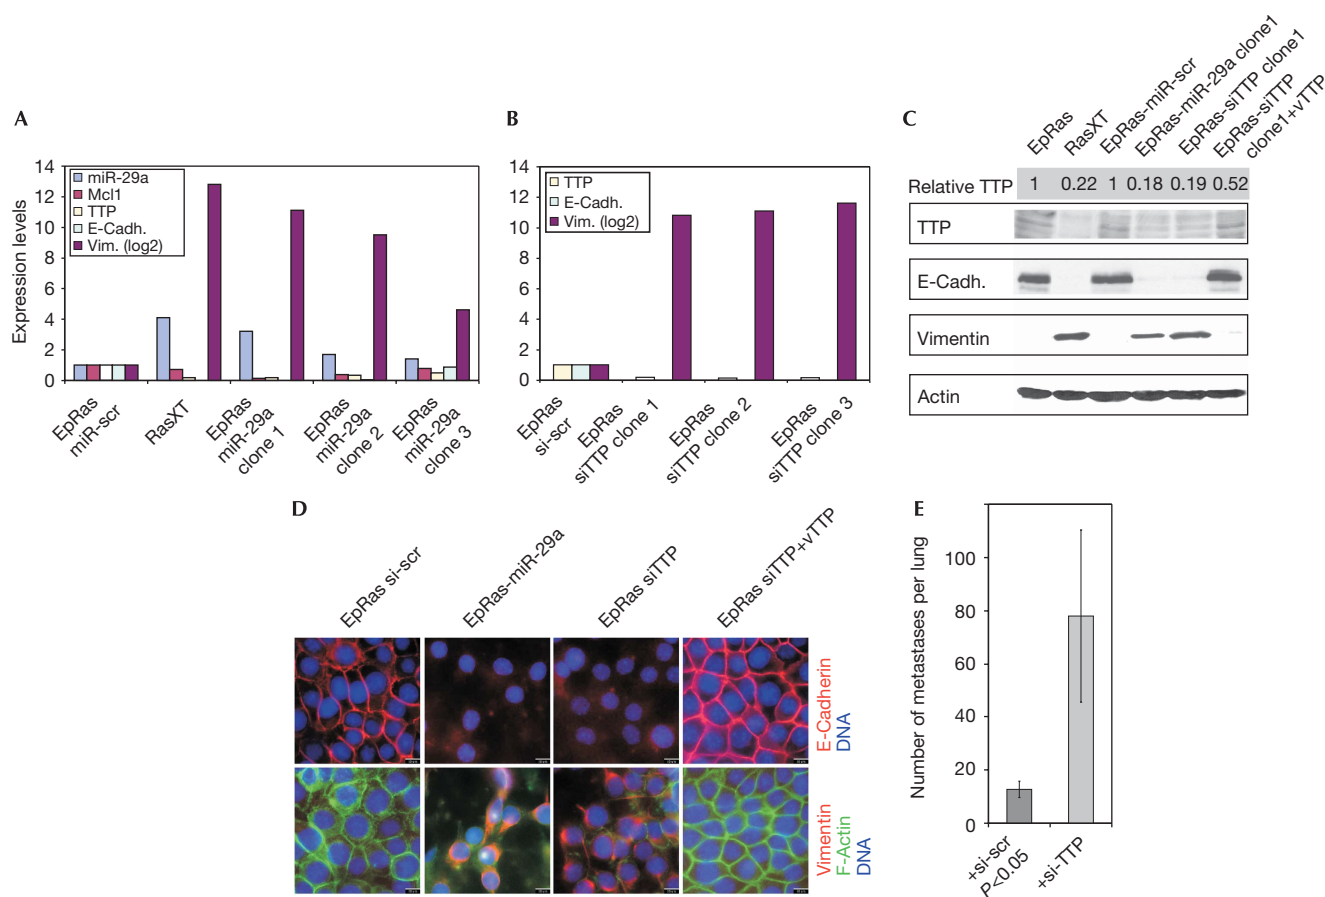 A
Expression levels
14
12
10
8
6
4
2
0
miR-29a
Mcl1
TTP
E-Cadh.
Vim. (log2)
EpRas
miR-scr
RasXT
EpRas
miR-29a
clone 1
EpRas
miR-29a
clone 2
EpRas
miR-29a
clone 3
B
14
12
10
8
6
4
2
0
TTP
E-Cadh.
Vim. (log2)
EpRas
si-scr
EpRas
siTTP clone 1
EpRas
siTTP clone 2
EpRas
siTTP clone 3
C
EpRas
RasXT
EpRas-miR-scr
EpRas-miR-29a clone1
EpRas-siTTP clone1
EpRas-siTTP
clone1+vTTP
Relative TTP 1 0.22 1 0.18 0.19 0.52
TTP
E-Cadh.
Vimentin
Actin
D
EpRas si-scr
EpRas-miR-29a
EpRas siTTP
EpRas siTTP+vTTP
E-Cadherin
DNA
Vimentin
F-Actin
DNA
E
Number of metastases per lung
100
80
60
40
20
0
+si-scr
P<0.05
+si-TTP